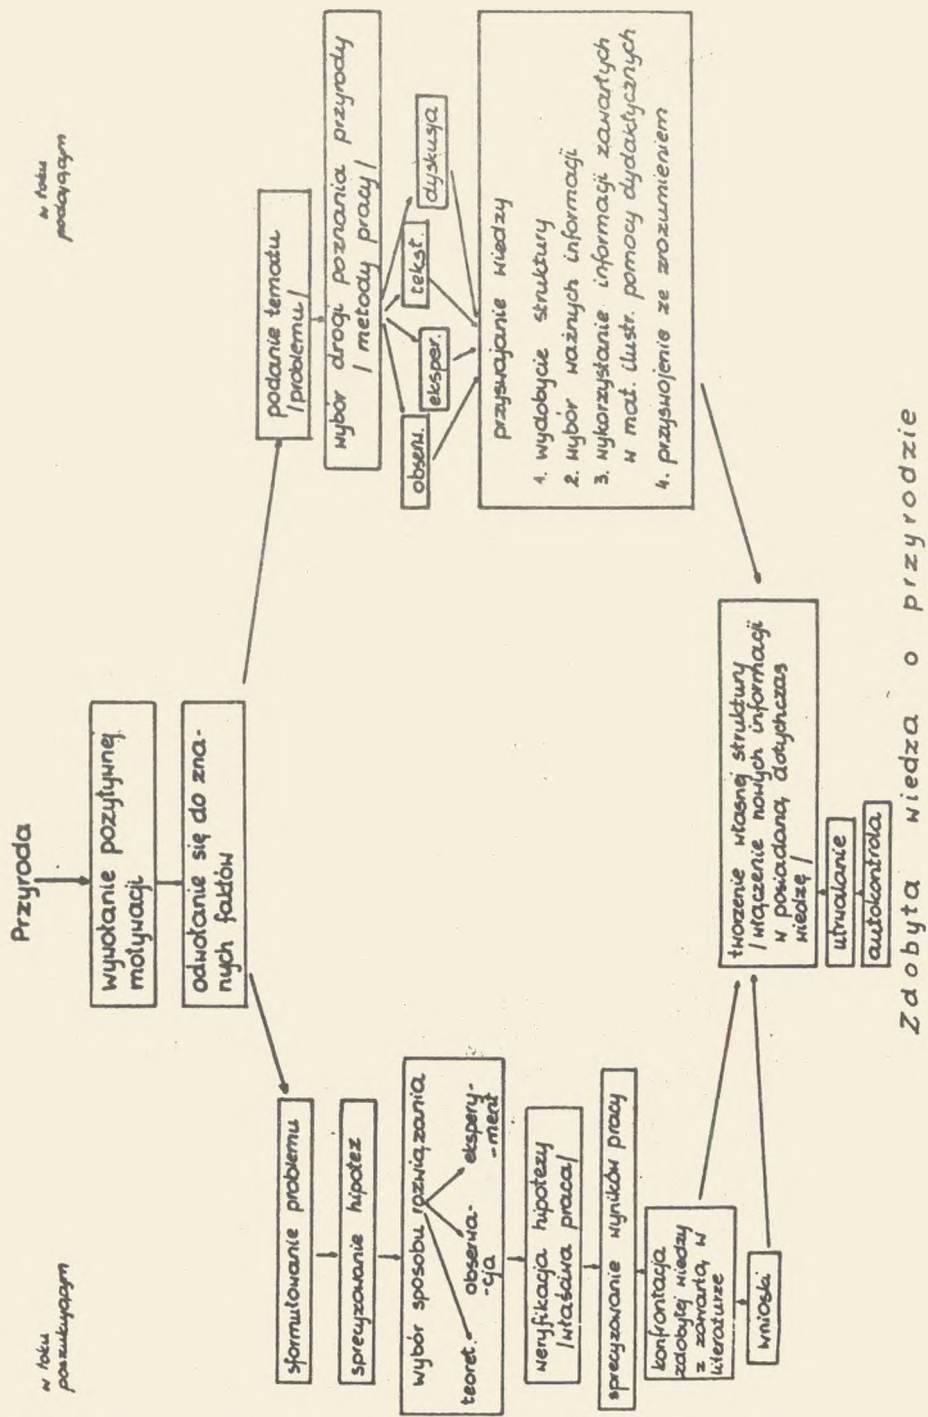 Przyroda
wywołanie pozytywnej
motywacji
odwołanie się do zna-
nych faktów
w toku
poszukującym
sformułowanie problemu
sprecyzowanie hipotez
wybór sposobu rozwiązania
teoret.
obserwa-
-cja
ekspery-
-ment
weryfikacja hipotezy
/właściwa praca/
sprecyzowanie wyników pracy
konfrontacja
zdobytej wiedzy
z zawartą w
literaturze
wnioski
w toku
podającym
podanie tematu
/problemu/
wybór drogi poznania przyrody
/metody pracy/
obserw.
eksper.
tekst.
dyskusja
przyswajanie wiedzy
1. wydobycie struktury
2. wybór ważnych informacji
3. wykorzystanie informacji zawartych
w mat. ilustr. pomocy dydaktycznych
4. przyswojenie ze zrozumieniem
tworzenie własnej struktury
/włączenie nowych informacji
w posiadaną dotychczas
wiedzę/
utrwalanie
autokontrola
Zdobyta wiedza o przyrodzie